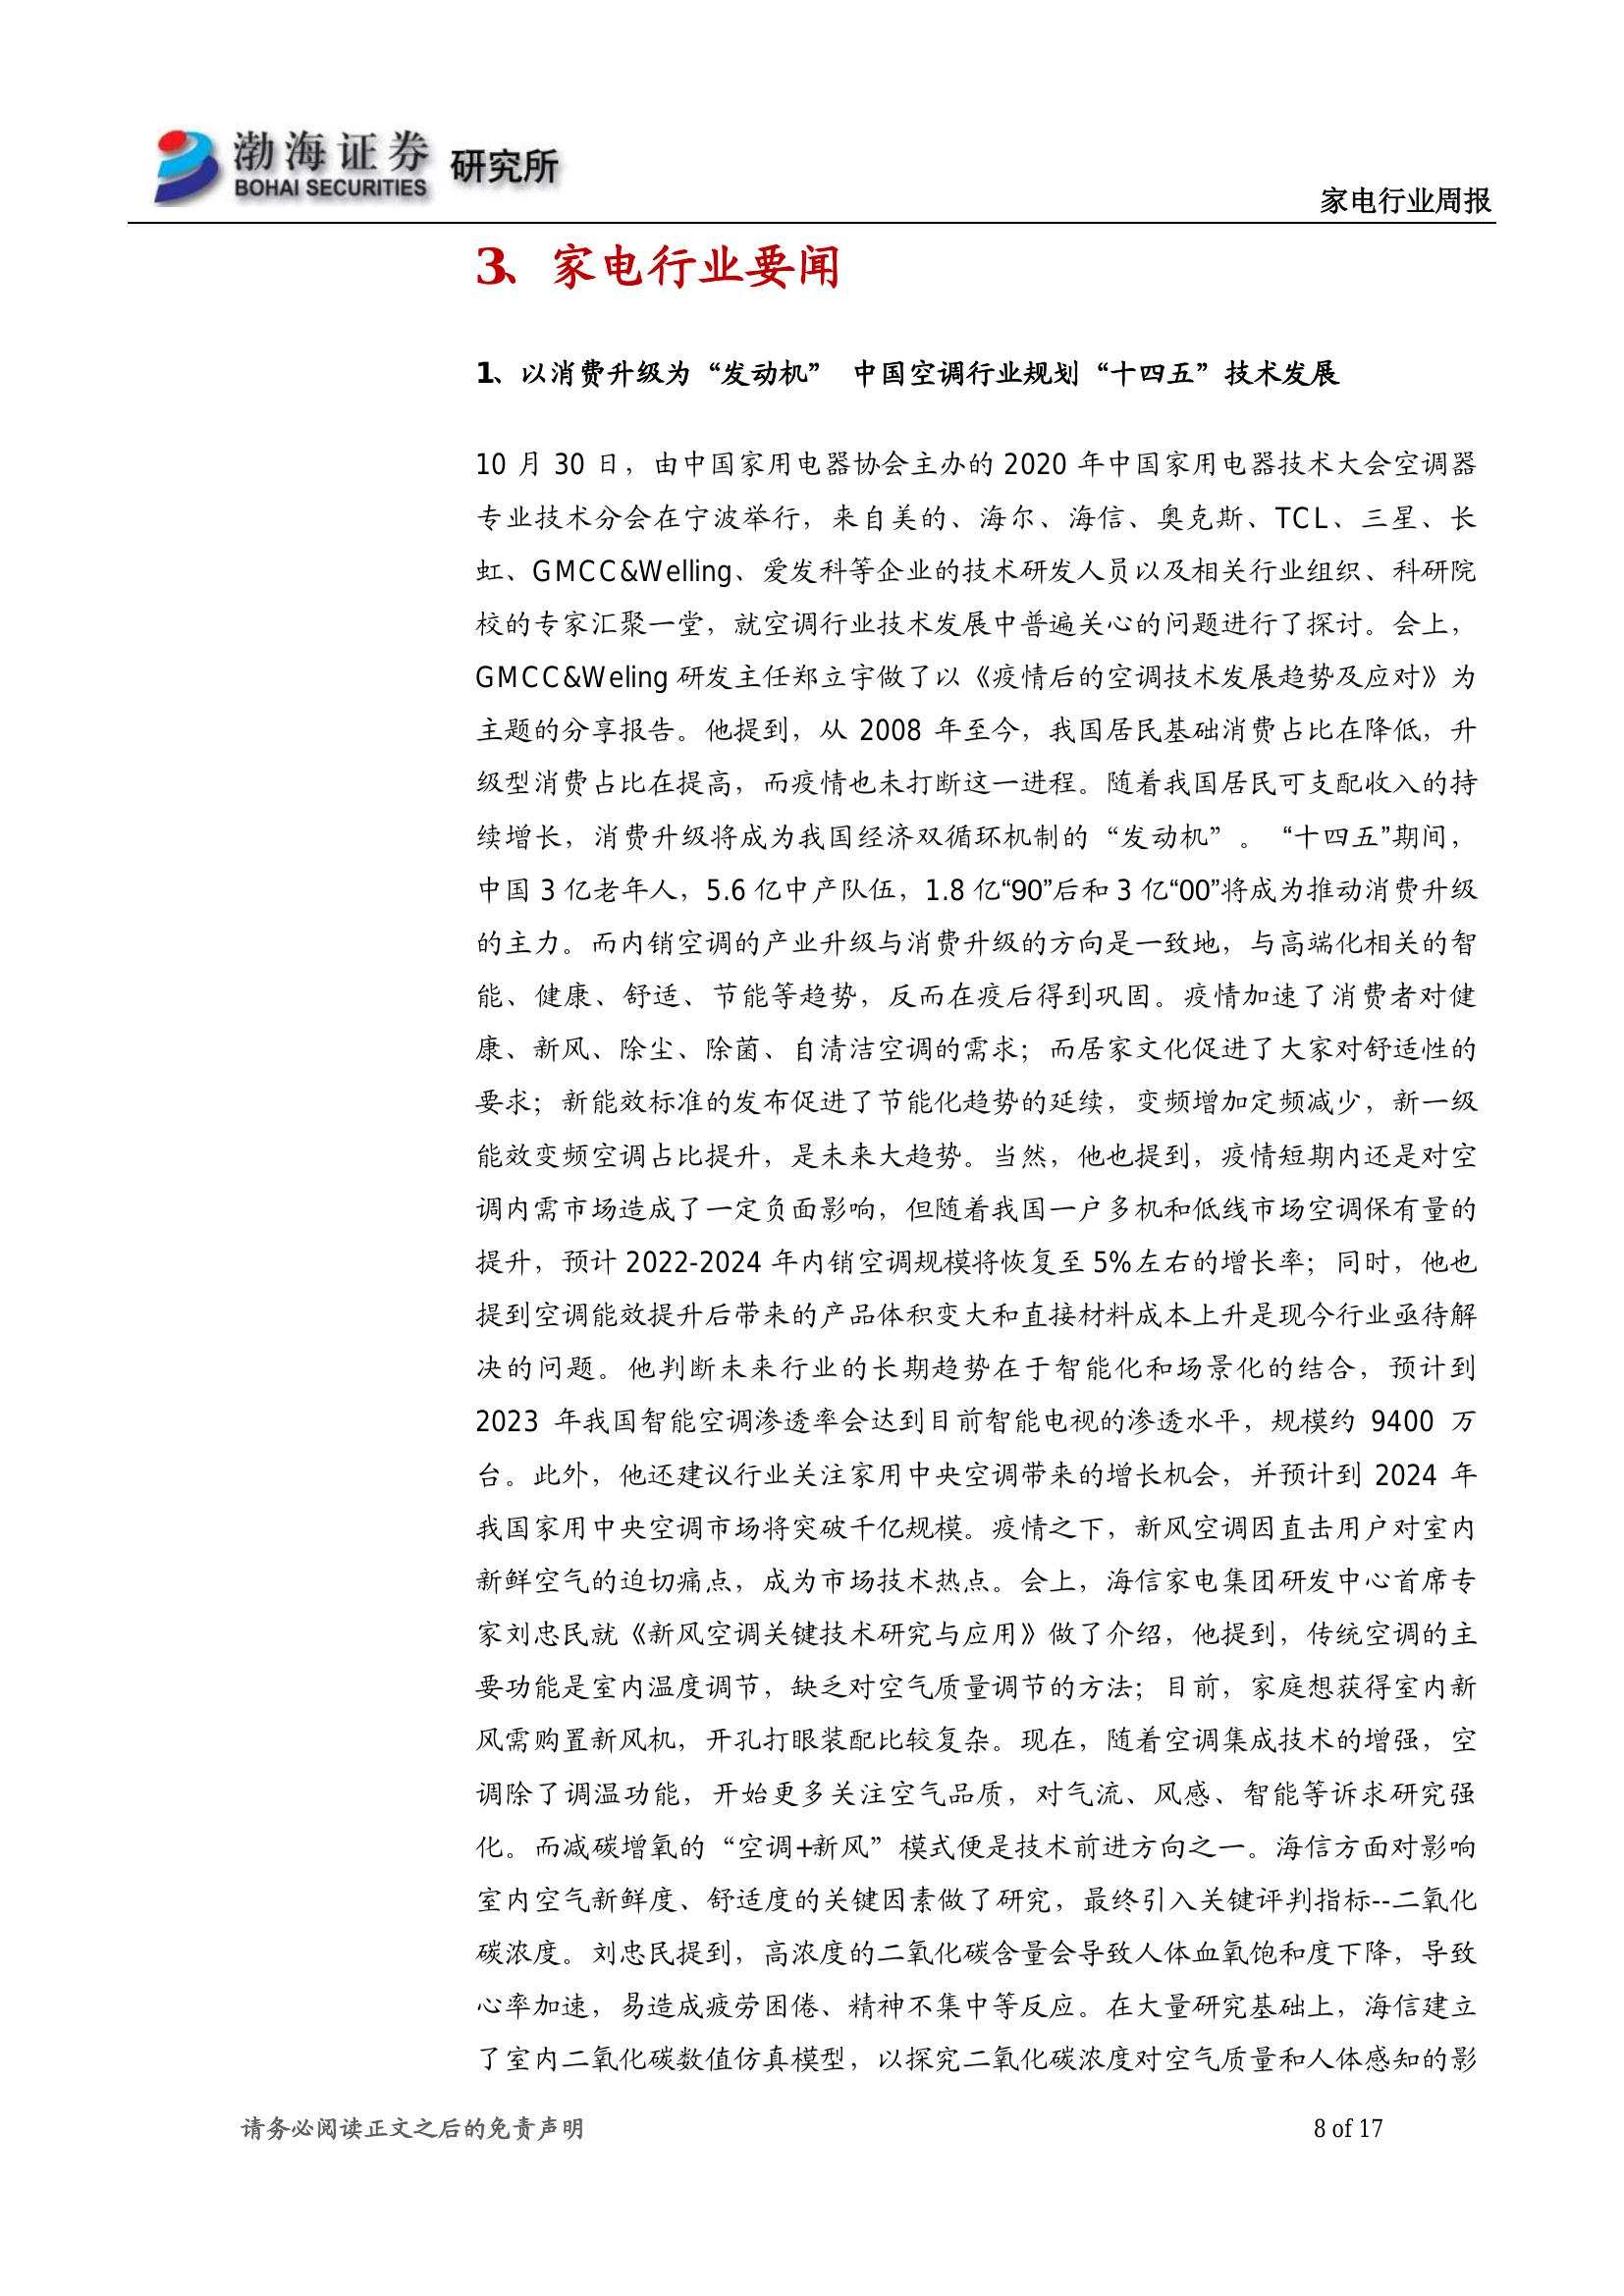 渤海证券 研究所
BOHAI SECURITIES
家电行业周报
3、家电行业要闻
1、以消费升级为“发动机” 中国空调行业规划“十四五”技术发展
10 月 30 日，由中国家用电器协会主办的 2020 年中国家用电器技术大会空调器
专业技术分会在宁波举行，来自美的、海尔、海信、奥克斯、TCL、三星、长
虹、GMCC&Welling、爱发科等企业的技术研发人员以及相关行业组织、科研院
校的专家汇聚一堂，就空调行业技术发展中普遍关心的问题进行了探讨。会上，
GMCC&Weling 研发主任郑立宇做了以《疫情后的空调技术发展趋势及应对》为
主题的分享报告。他提到，从 2008 年至今，我国居民基础消费占比在降低，升
级型消费占比在提高，而疫情也未打断这一进程。随着我国居民可支配收入的持
续增长，消费升级将成为我国经济双循环机制的“发动机”。 “十四五”期间，
中国 3 亿老年人，5.6 亿中产队伍，1.8 亿“90”后和 3 亿“00”将成为推动消费升级
的主力。而内销空调的产业升级与消费升级的方向是一致地，与高端化相关的智
能、健康、舒适、节能等趋势，反而在疫后得到巩固。疫情加速了消费者对健
康、新风、除尘、除菌、自清洁空调的需求；而居家文化促进了大家对舒适性的
要求；新能效标准的发布促进了节能化趋势的延续，变频增加定频减少，新一级
能效变频空调占比提升，是未来大趋势。当然，他也提到，疫情短期内还是对空
调内需市场造成了一定负面影响，但随着我国一户多机和低线市场空调保有量的
提升，预计 2022-2024 年内销空调规模将恢复至 5%左右的增长率；同时，他也
提到空调能效提升后带来的产品体积变大和直接材料成本上升是现今行业亟待解
决的问题。他判断未来行业的长期趋势在于智能化和场景化的结合，预计到
2023 年我国智能空调渗透率会达到目前智能电视的渗透水平，规模约 9400 万
台。此外，他还建议行业关注家用中央空调带来的增长机会，并预计到 2024 年
我国家用中央空调市场将突破千亿规模。疫情之下，新风空调因直击用户对室内
新鲜空气的迫切痛点，成为市场技术热点。会上，海信家电集团研发中心首席专
家刘忠民就《新风空调关键技术研究与应用》做了介绍，他提到，传统空调的主
要功能是室内温度调节，缺乏对空气质量调节的方法；目前，家庭想获得室内新
风需购置新风机，开孔打眼装配比较复杂。现在，随着空调集成技术的增强，空
调除了调温功能，开始更多关注空气品质，对气流、风感、智能等诉求研究强
化。而减碳增氧的“空调+新风”模式便是技术前进方向之一。海信方面对影响
室内空气新鲜度、舒适度的关键因素做了研究，最终引入关键评判指标--二氧化
碳浓度。刘忠民提到，高浓度的二氧化碳含量会导致人体血氧饱和度下降，导致
心率加速，易造成疲劳困倦、精神不集中等反应。在大量研究基础上，海信建立
了室内二氧化碳数值仿真模型，以探究二氧化碳浓度对空气质量和人体感知的影
请务必阅读正文之后的免责声明
8 of 17